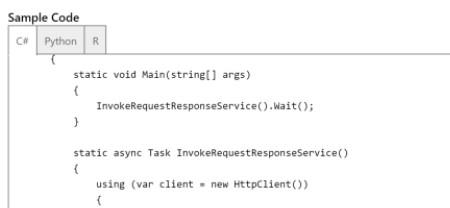 Sample Code
C# Python R
{
static void Main(string[] args)
{
InvokeRequestResponseService().Wait();
}
static async Task InvokeRequestResponseService()
{
using (var client = new HttpClient())
{